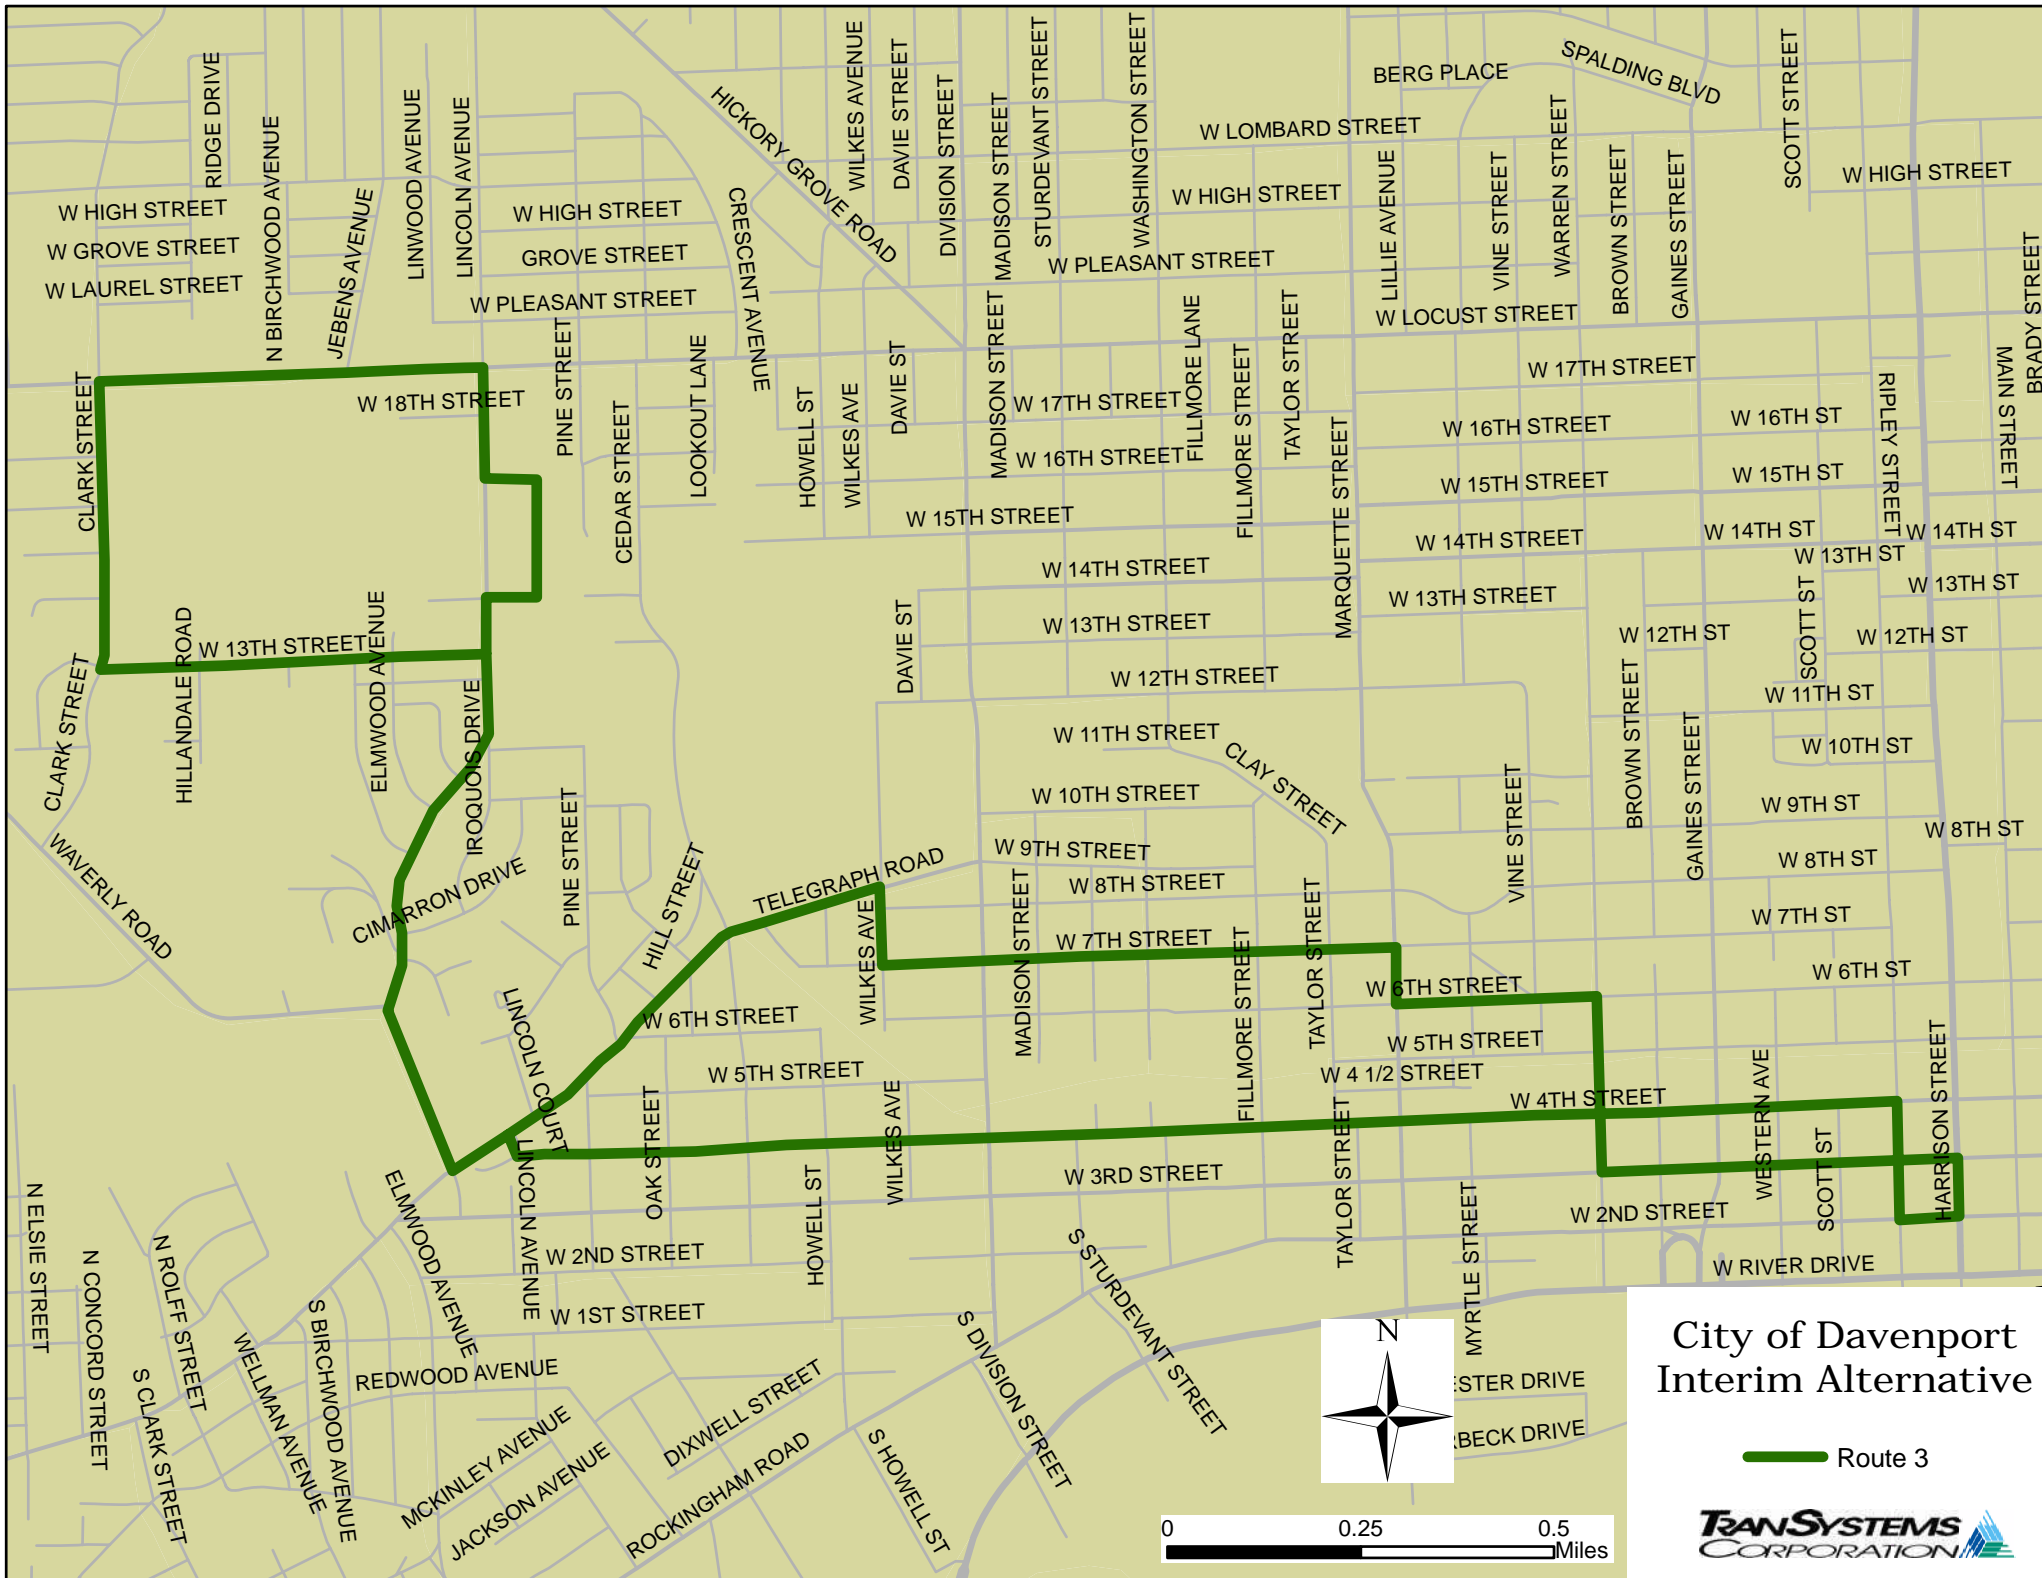 RIDGE DRIVE
N BIRCHWOOD AVENUE
JEBENS AVENUE
LINWOOD AVENUE
LINCOLN AVENUE
HICKORY GROVE ROAD
CRESCENT AVENUE
WILKES AVENUE
DAVIE STREET
DIVISION STREET
MADISON STREET
STURDEVANT STREET
WASHINGTON STREET
BERG PLACE
SPALDING BLVD
SCOTT STREET
W LOMBARD STREET
W HIGH STREET
W HIGH STREET
W HIGH STREET
W HIGH STREET
W GROVE STREET
GROVE STREET
W LAUREL STREET
W PLEASANT STREET
W PLEASANT STREET
W LILLIE AVENUE
VINE STREET
WARREN STREET
BROWN STREET
GAINES STREET
BRADY STREET
MAIN STREET
W LOCUST STREET
CLARK STREET
W 18TH STREET
PINE STREET
CEDAR STREET
LOOKOUT LANE
HOWELL ST
WILKES AVE
DAVIE ST
MADISON STREET
FILLMORE LANE
FILLMORE STREET
TAYLOR STREET
MARQUETTE STREET
RIPLEY STREET
W 17TH STREET
W 17TH STREET
W 16TH STREET
W 16TH STREET
W 16TH ST
W 15TH STREET
W 15TH STREET
W 15TH ST
W 14TH STREET
W 14TH STREET
W 14TH ST
W 14TH ST
W 13TH STREET
W 13TH STREET
W 13TH STREET
W 13TH ST
W 13TH ST
W 12TH STREET
W 12TH ST
W 12TH ST
SCOTT ST
DAVIE ST
CLARK STREET
HILLANDALE ROAD
ELMWOOD AVENUE
IROQUOIS DRIVE
W 11TH STREET
W 11TH ST
W 10TH STREET
W 10TH ST
CLAY STREET
VINE STREET
BROWN STREET
GAINES STREET
W 9TH STREET
W 9TH ST
W 8TH STREET
W 8TH ST
W 8TH ST
WAVERLY ROAD
CIMARRON DRIVE
PINE STREET
HILL STREET
TELEGRAPH ROAD
WILKES AVE
MADISON STREET
W 7TH STREET
W 7TH ST
FILLMORE STREET
TAYLOR STREET
W 6TH STREET
W 6TH STREET
W 6TH ST
LINCOLN COURT
W 5TH STREET
W 5TH STREET
W 4 1/2 STREET
W 4TH STREET
WESTERN AVE
HARRISON STREET
SCOTT ST
OAK STREET
HOWELL ST
WILKES AVE
TAYLOR STREET
W 3RD STREET
W 2ND STREET
W 2ND STREET
W RIVER DRIVE
N ELSIE STREET
N CONCORD STREET
N ROLFF STREET
S CLARK STREET
WELLMAN AVENUE
S BIRCHWOOD AVENUE
ELMWOOD AVENUE
LINCOLN AVENUE
W 1ST STREET
REDWOOD AVENUE
MCKINLEY AVENUE
JACKSON AVENUE
DIXWELL STREET
ROCKINGHAM ROAD
S HOWELL ST
S DIVISION STREET
S STURDEVANT STREET
MYRTLE STREET
ESTER DRIVE
BECK DRIVE
N
0 0.25 0.5
Miles
City of Davenport
Interim Alternative
Route 3
TRANSYSTEMS
CORPORATION